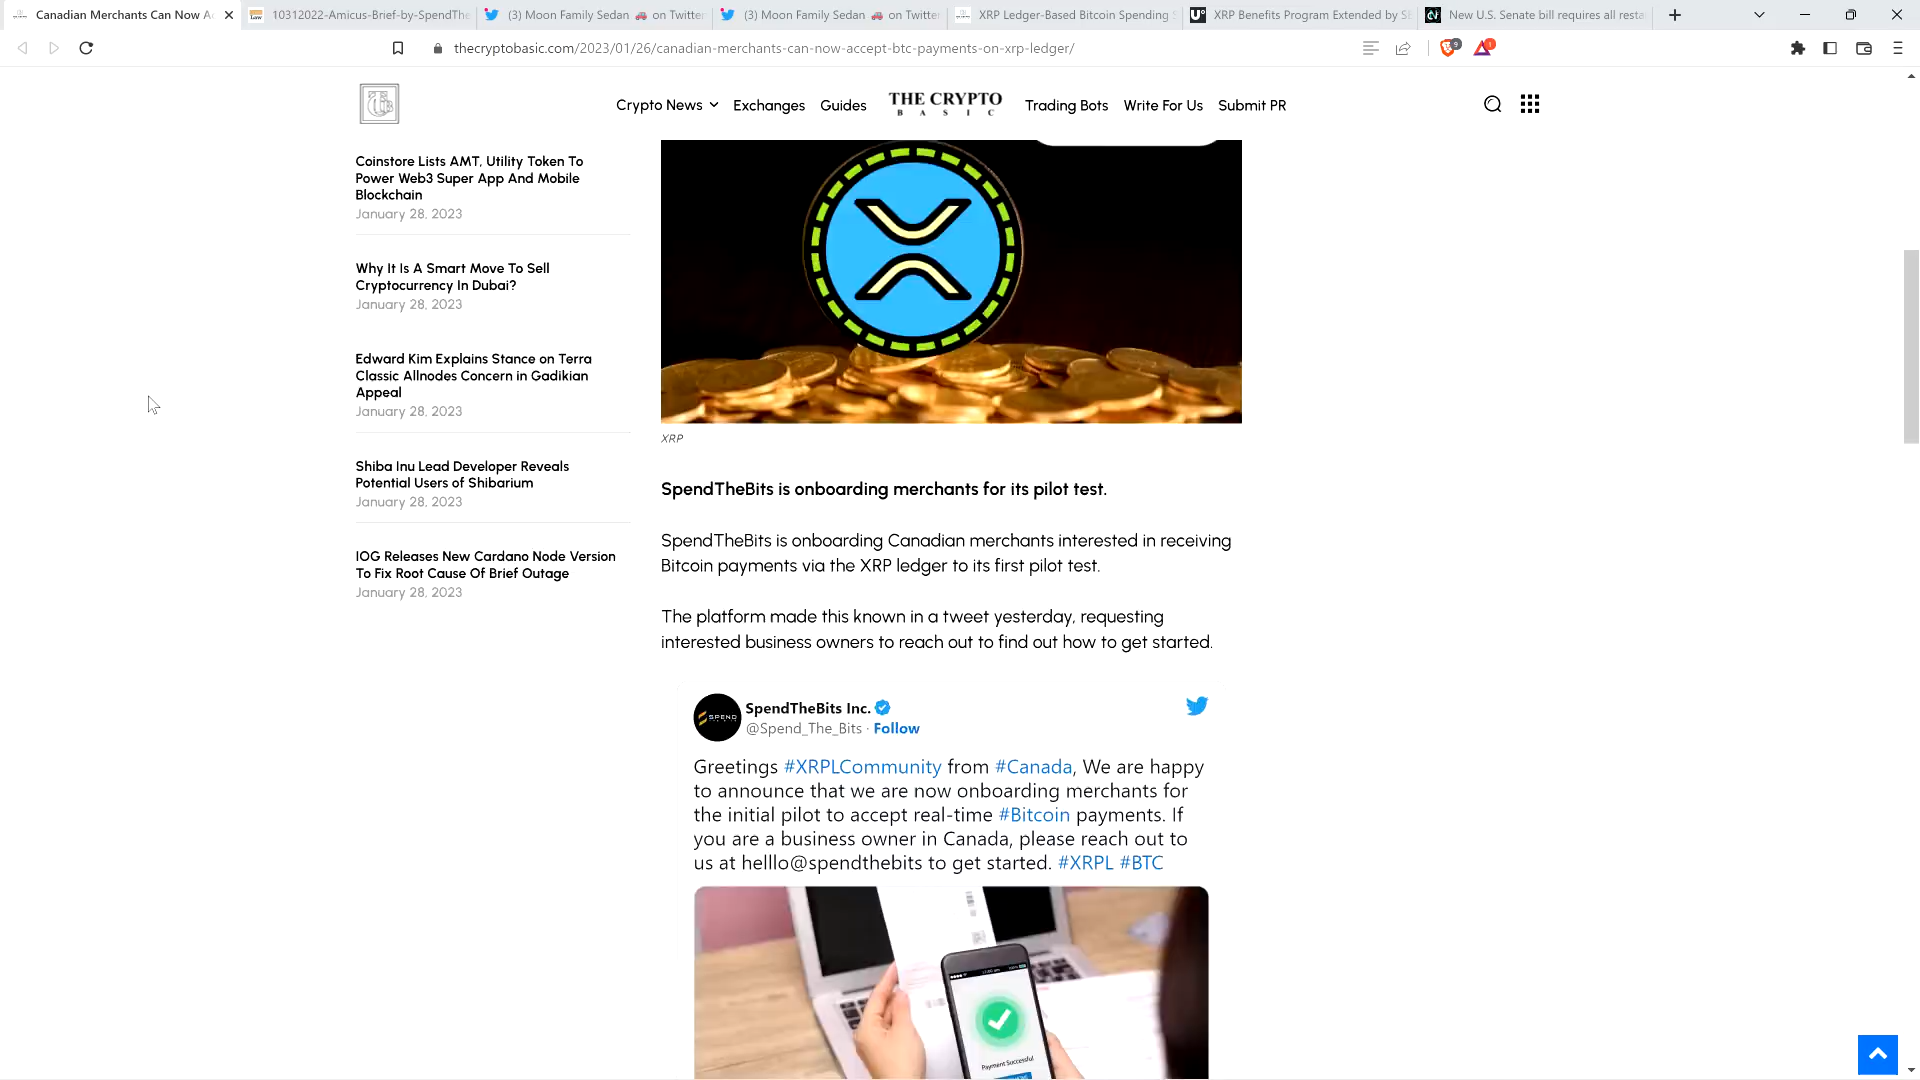 Canadian Merchants Can Now A
10312022-Amicus-Brief-by-SpendThe
(3) Moon Family Sedan 🚗 on Twitter
(3) Moon Family Sedan 🚗 on Twitter
XRP Ledger-Based Bitcoin Spending
XRP Benefits Program Extended by S
New U.S. Senate bill requires all resta
thecryptobasic.com/2023/01/26/canadian-merchants-can-now-accept-btc-payments-on-xrp-ledger/
9
1
Crypto News
Exchanges
Guides
THE CRYPTO
BASIC
Trading Bots
Write For Us
Submit PR
Coinstore Lists AMT, Utility Token To
Power Web3 Super App And Mobile
Blockchain
January 28, 2023
Why It Is A Smart Move To Sell
Cryptocurrency In Dubai?
January 28, 2023
Edward Kim Explains Stance on Terra
Classic Allnodes Concern in Gadikian
Appeal
January 28, 2023
Shiba Inu Lead Developer Reveals
Potential Users of Shibarium
January 28, 2023
IOG Releases New Cardano Node Version
To Fix Root Cause Of Brief Outage
January 28, 2023
XRP
SpendTheBits is onboarding merchants for its pilot test.
SpendTheBits is onboarding Canadian merchants interested in receiving
Bitcoin payments via the XRP ledger to its first pilot test.
The platform made this known in a tweet yesterday, requesting
interested business owners to reach out to find out how to get started.
SPEND
SpendTheBits Inc.
@Spend_The_Bits · Follow
Greetings #XRPLCommunity from #Canada, We are happy
to announce that we are now onboarding merchants for
the initial pilot to accept real-time #Bitcoin payments. If
you are a business owner in Canada, please reach out to
us at helllo@spendthebits to get started. #XRPL #BTC
Payment Successful